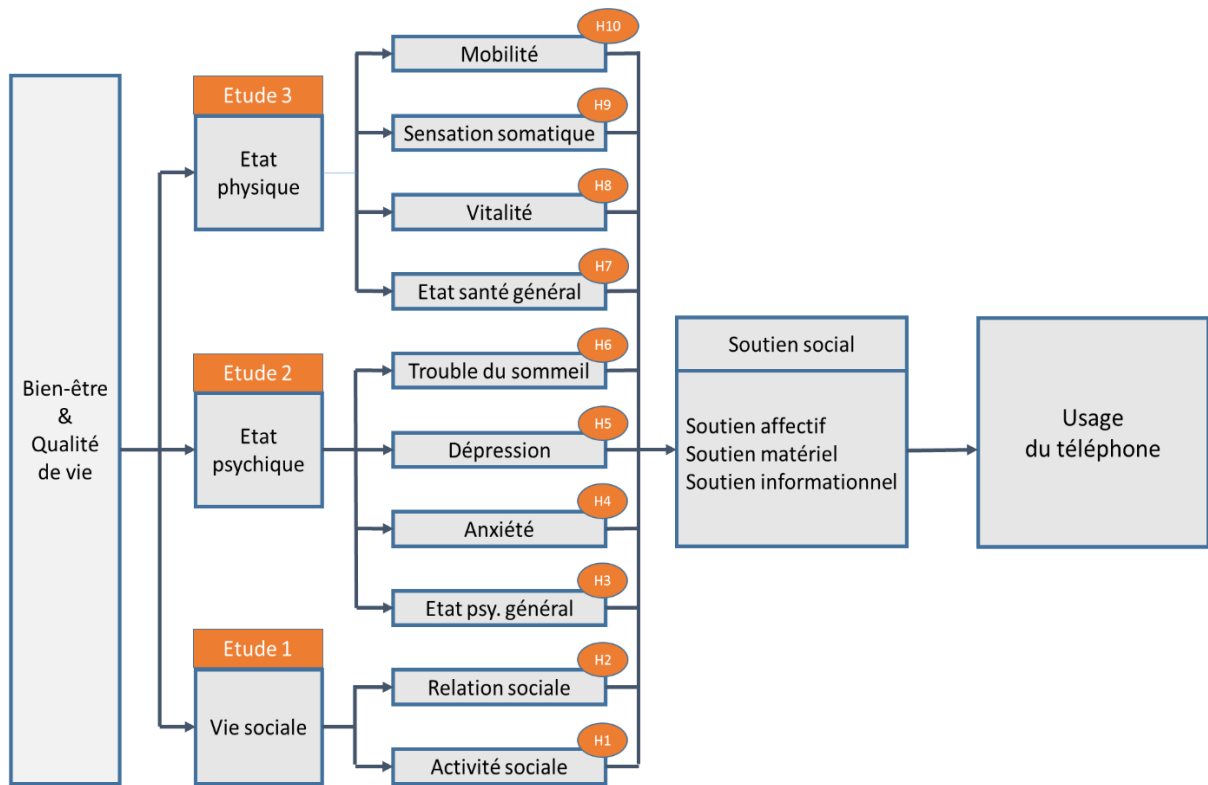 Bien-être
&
Qualité
de vie
Etude 3
Etat
physique
Etude 2
Etat
psychique
Etude 1
Vie sociale
H10
Mobilité
H9
Sensation somatique
H8
Vitalité
H7
Etat santé général
H6
Trouble du sommeil
H5
Dépression
H4
Anxiété
H3
Etat psy. général
H2
Relation sociale
H1
Activité sociale
Soutien social
Soutien affectif
Soutien matériel
Soutien informationnel
Usage
du téléphone